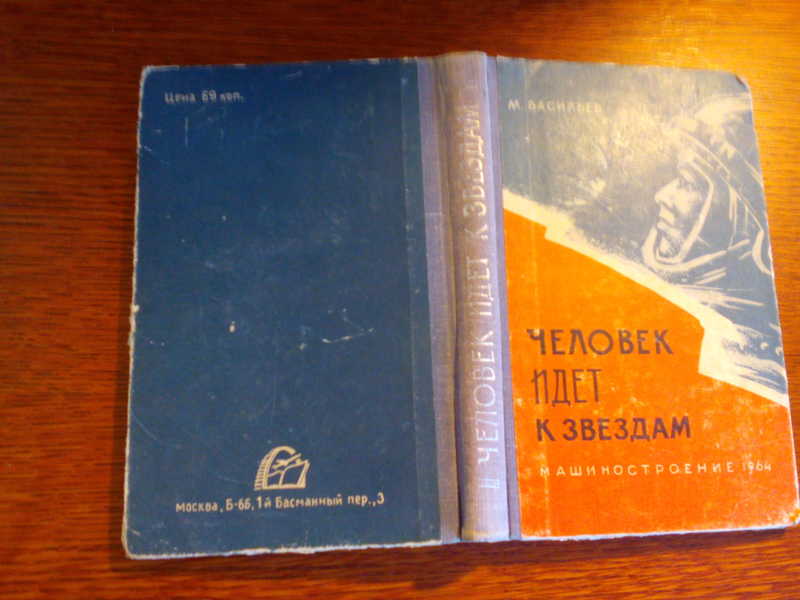 Цена 69 коп.
Москва, Б-66, 1й Басманный пер., 3
ЧЕЛОВЕК ИДЕТ К ЗВЕЗДАМ
М. ВАСИЛЬЕВ
ЧЕЛОВЕК
ИДЕТ
К ЗВЕЗДАМ
МАШИНОСТРОЕНИЕ 1964